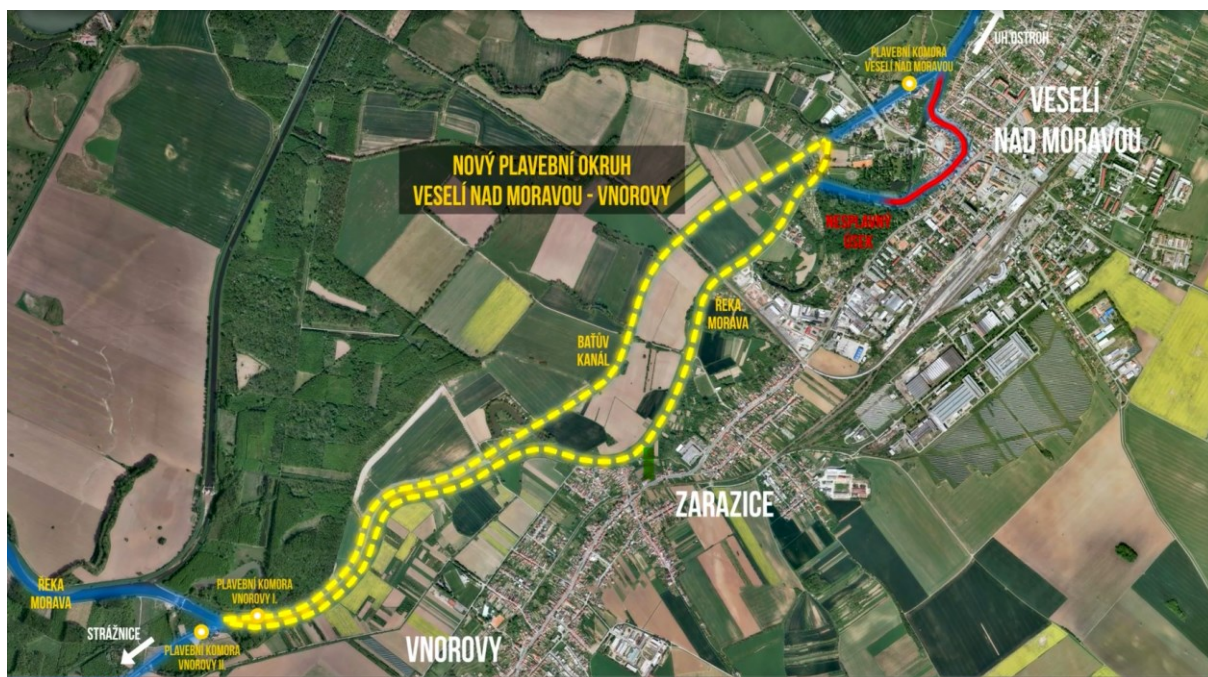 UH.OSTROH
PLAVEBNÍ KOMORA
VESELÍ NAD MORAVOU
VESELÍ
NAD MORAVOU
NOVÝ PLAVEBNÍ OKRUH
VESELÍ NAD MORAVOU - VNOROVY
NESPLAVNÝ
ÚSEK
ŘEKA
MORAVA
BAŤŮV
KANÁL
ZARAZICE
ŘEKA
MORAVA
PLAVEBNÍ KOMORA
VNOROVY I.
STRÁŽNICE
PLAVEBNÍ KOMORA
VNOROVY II.
VNOROVY